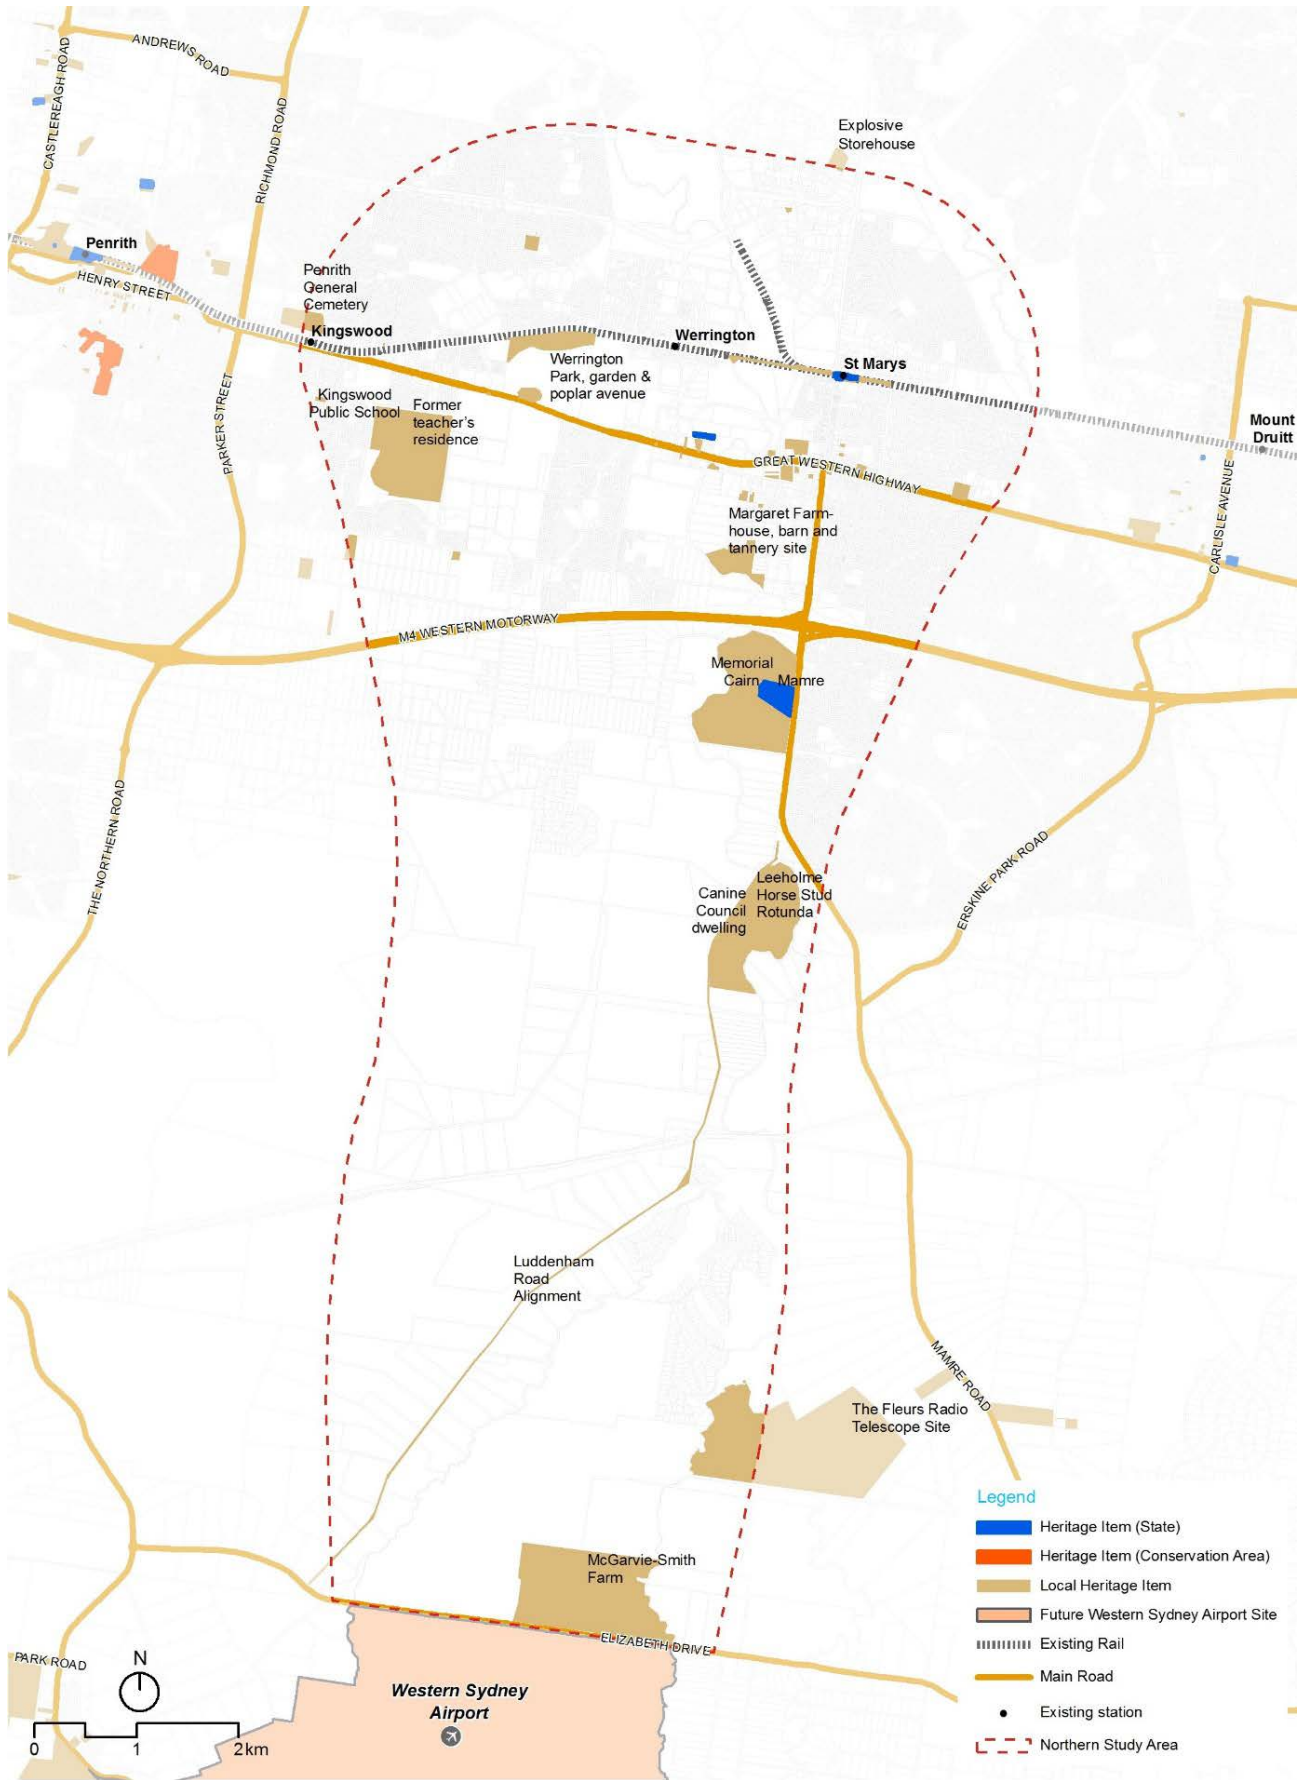 ANDREWS ROAD
CASTLEREAGH ROAD
RICHMOND ROAD
Explosive
Storehouse
Penrith
HENRY STREET
Penrith
General
Cemetery
Kingswood
Werrington
St Marys
Werrington
Park, garden &
poplar avenue
Kingswood
Public School
Former
teacher's
residence
PARKER STREET
Mount
Druitt
GREAT WESTERN HIGHWAY
CARLISLE AVENUE
Margaret Farm-
house, barn and
tannery site
M4 WESTERN MOTORWAY
Memorial
Cairn
Mamre
THE NORTHERN ROAD
ERSKINE PARK ROAD
Canine
Council
dwelling
Leeholme
Horse Stud
Rotunda
Luddenham
Road
Alignment
MAMRE ROAD
The Fleurs Radio
Telescope Site
McGarvie-Smith
Farm
ELIZABETH DRIVE
PARK ROAD
N
0 1 2km
Western Sydney
Airport
Legend
Heritage Item (State)
Heritage Item (Conservation Area)
Local Heritage Item
Future Western Sydney Airport Site
Existing Rail
Main Road
Existing station
Northern Study Area